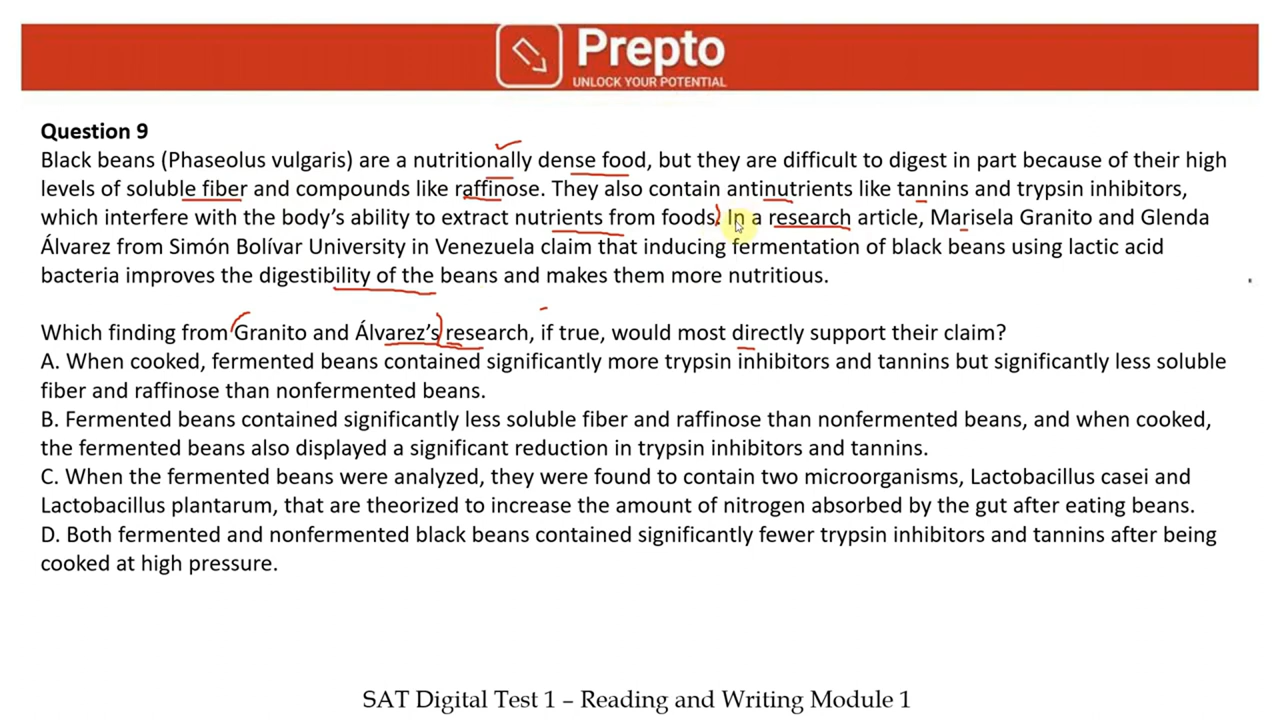 Prepto
UNLOCK YOUR POTENTIAL
Question 9
Black beans (Phaseolus vulgaris) are a nutritionally dense food, but they are difficult to digest in part because of their high
levels of soluble fiber and compounds like raffinose. They also contain antinutrients like tannins and trypsin inhibitors,
which interfere with the body's ability to extract nutrients from foods. In a research article, Marisela Granito and Glenda
Álvarez from Simón Bolívar University in Venezuela claim that inducing fermentation of black beans using lactic acid
bacteria improves the digestibility of the beans and makes them more nutritious.
Which finding from Granito and Álvarez's research, if true, would most directly support their claim?
A. When cooked, fermented beans contained significantly more trypsin inhibitors and tannins but significantly less soluble
fiber and raffinose than nonfermented beans.
B. Fermented beans contained significantly less soluble fiber and raffinose than nonfermented beans, and when cooked,
the fermented beans also displayed a significant reduction in trypsin inhibitors and tannins.
C. When the fermented beans were analyzed, they were found to contain two microorganisms, Lactobacillus casei and
Lactobacillus plantarum, that are theorized to increase the amount of nitrogen absorbed by the gut after eating beans.
D. Both fermented and nonfermented black beans contained significantly fewer trypsin inhibitors and tannins after being
cooked at high pressure.
SAT Digital Test 1 – Reading and Writing Module 1